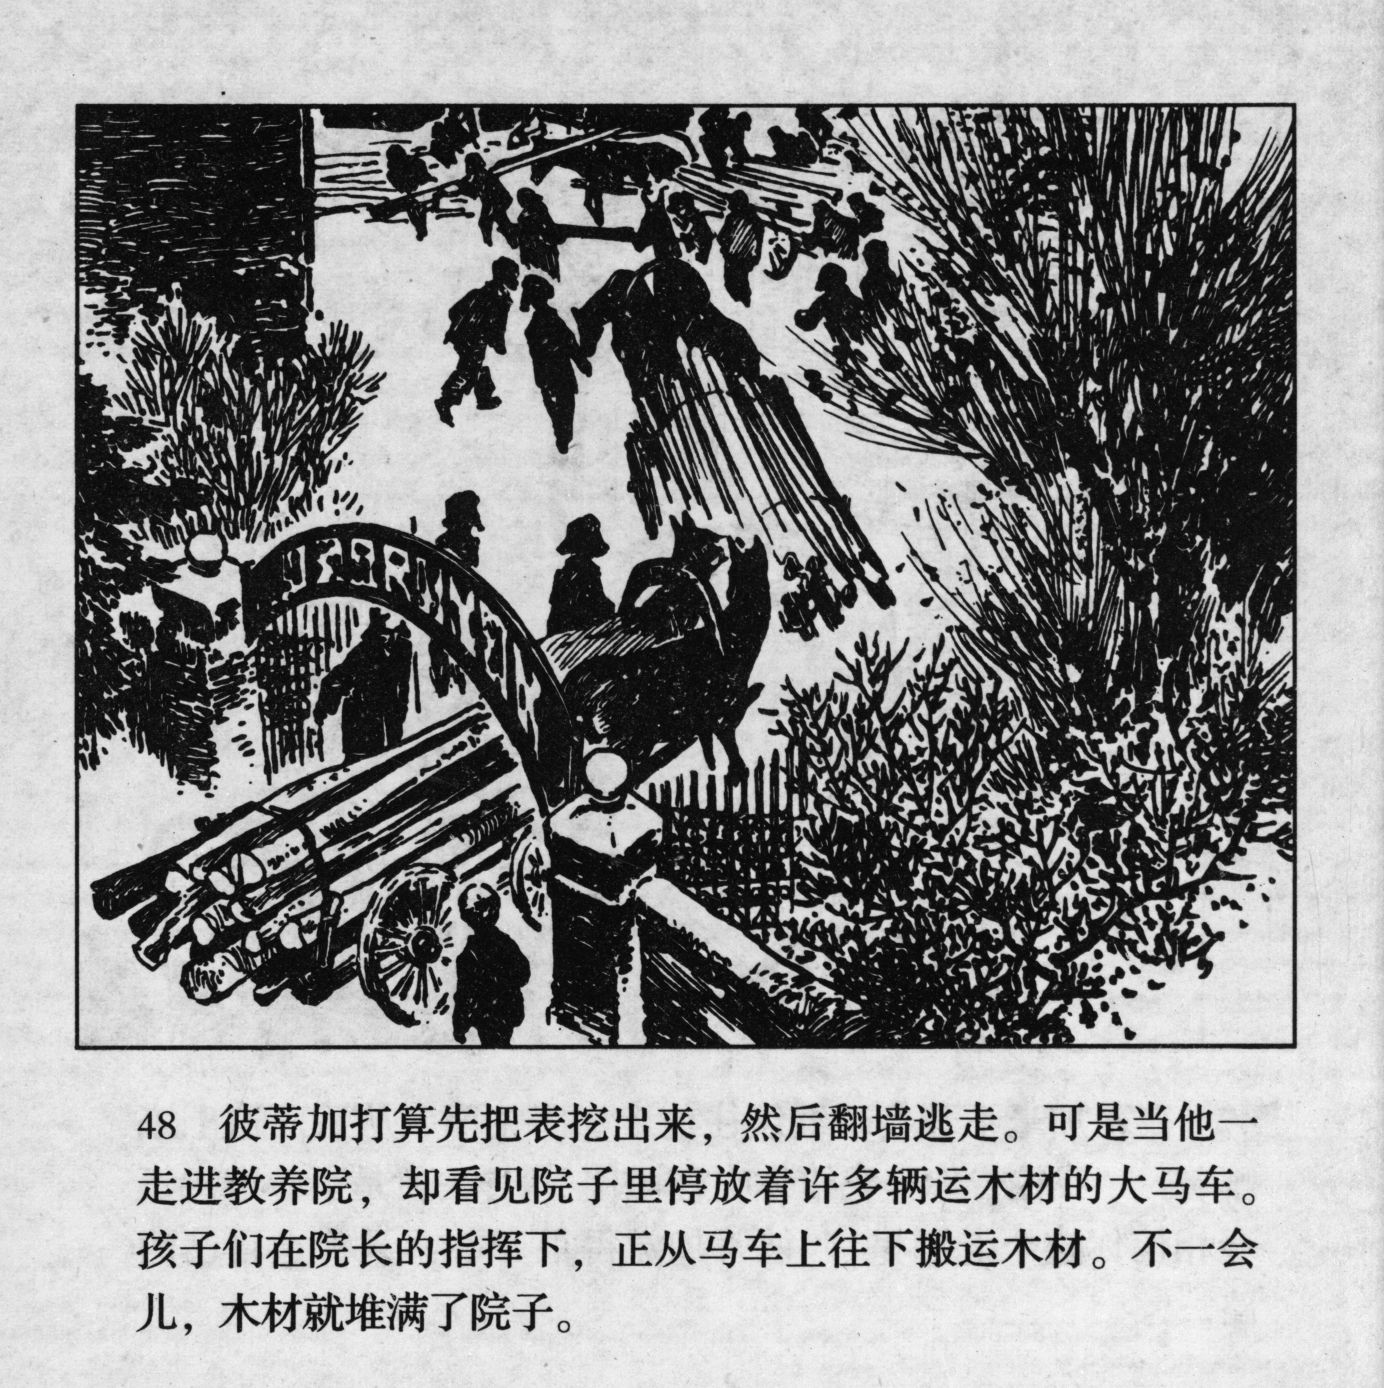 48 彼蒂加打算先把表挖出来，然后翻墙逃走。可是当他一
走进教养院，却看见院子里停放着许多辆运木材的大马车。
孩子们在院长的指挥下，正从马车上往下搬运木材。不一会
儿，木材就堆满了院子。